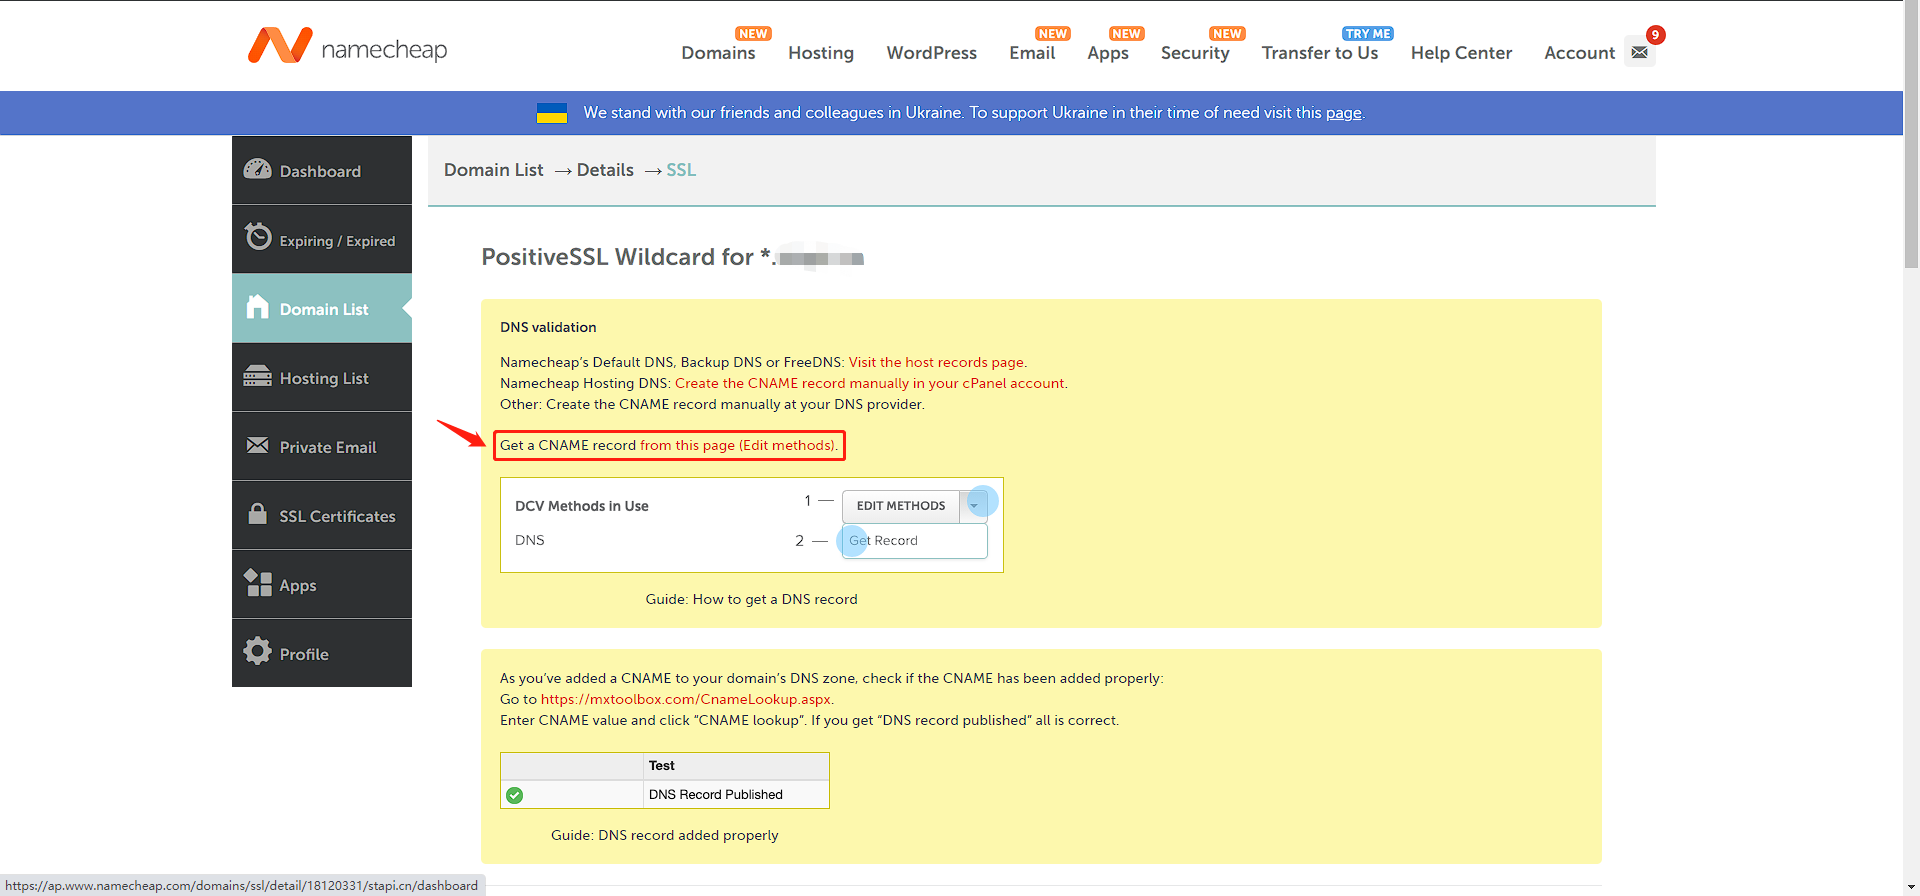 namecheap
NEW NEW NEW NEW TRY ME 9
Domains Hosting WordPress Email Apps Security Transfer to Us Help Center Account
We stand with our friends and colleagues in Ukraine. To support Ukraine in their time of need visit this page.
Dashboard
Expiring / Expired
Domain List
Hosting List
Private Email
SSL Certificates
Apps
Profile
Domain List → Details → SSL
PositiveSSL Wildcard for *.
DNS validation
Namecheap’s Default DNS, Backup DNS or FreeDNS: Visit the host records page.
Namecheap Hosting DNS: Create the CNAME record manually in your cPanel account.
Other: Create the CNAME record manually at your DNS provider.
Get a CNAME record from this page (Edit methods).
DCV Methods in Use 1 — EDIT METHODS
DNS 2 — Get Record
Guide: How to get a DNS record
As you’ve added a CNAME to your domain’s DNS zone, check if the CNAME has been added properly:
Go to https://mxtoolbox.com/CnameLookup.aspx.
Enter CNAME value and click “CNAME lookup”. If you get “DNS record published” all is correct.
Test
DNS Record Published
Guide: DNS record added properly
https://ap.www.namecheap.com/domains/ssl/detail/18120331/stapi.cn/dashboard